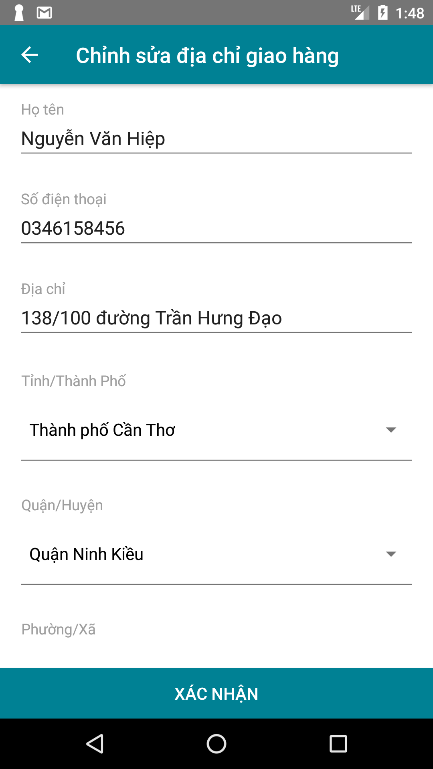 LTE 1:48
Chỉnh sửa địa chỉ giao hàng
Họ tên
Nguyễn Văn Hiệp
Số điện thoại
0346158456
Địa chỉ
138/100 đường Trần Hưng Đạo
Tỉnh/Thành Phố
Thành phố Cần Thơ
Quận/Huyện
Quận Ninh Kiều
Phường/Xã
XÁC NHẬN